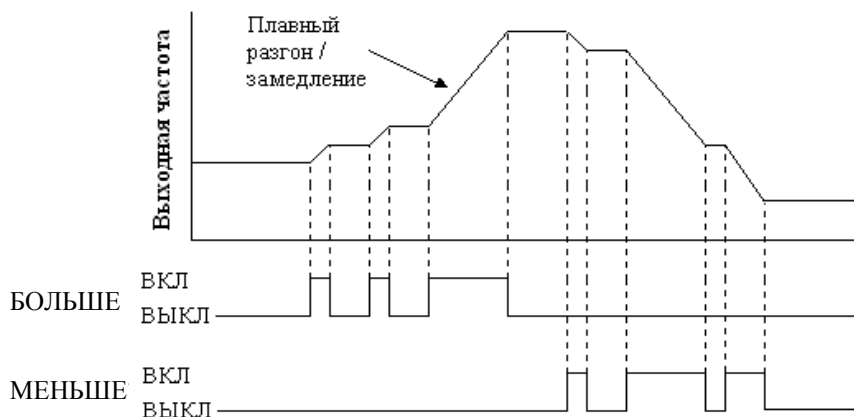 Плавный
разгон /
замедление
Выходная частота
БОЛЬШЕ
ВКЛ
ВЫКЛ
МЕНЬШЕ
ВКЛ
ВЫКЛ